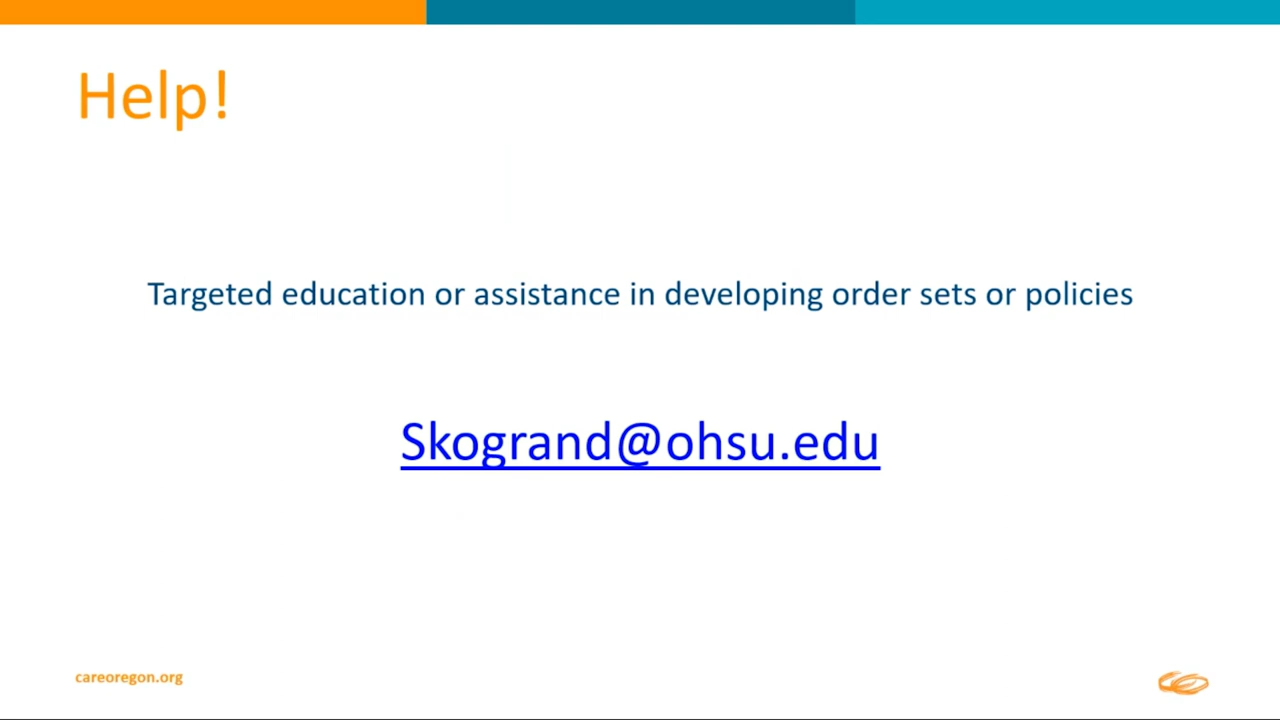 Help!
Targeted education or assistance in developing order sets or policies
Skogrand@ohsu.edu
careoregon.org